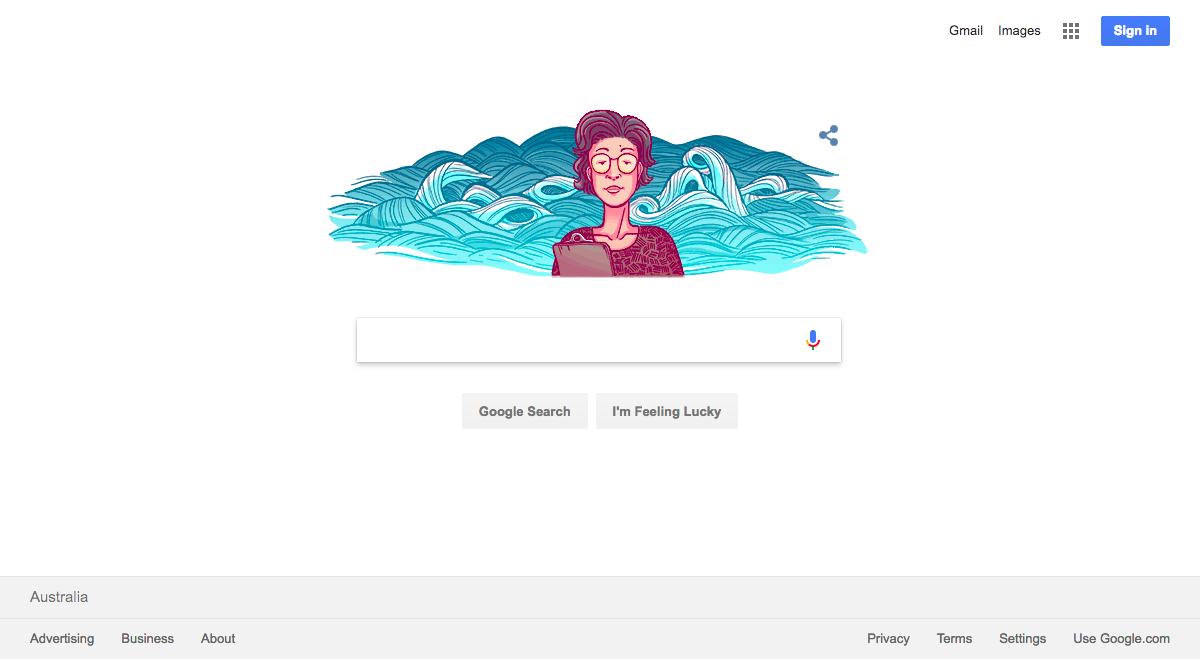 Gmail Images Sign in
Google Search I'm Feeling Lucky
Australia
Advertising Business About Privacy Terms Settings Use Google.com